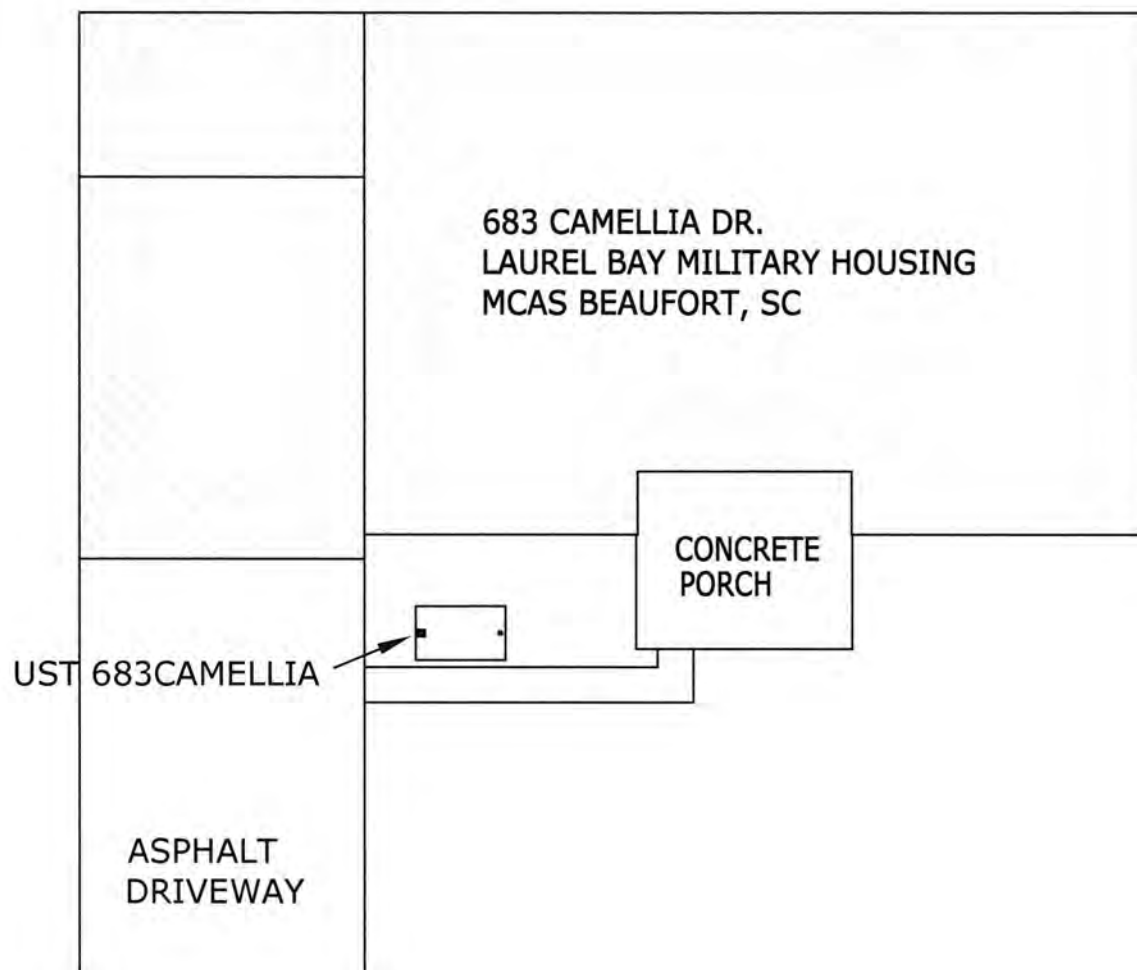 683 CAMELLIA DR.
LAUREL BAY MILITARY HOUSING
MCAS BEAUFORT, SC
CONCRETE
PORCH
UST 683CAMELLIA
ASPHALT
DRIVEWAY